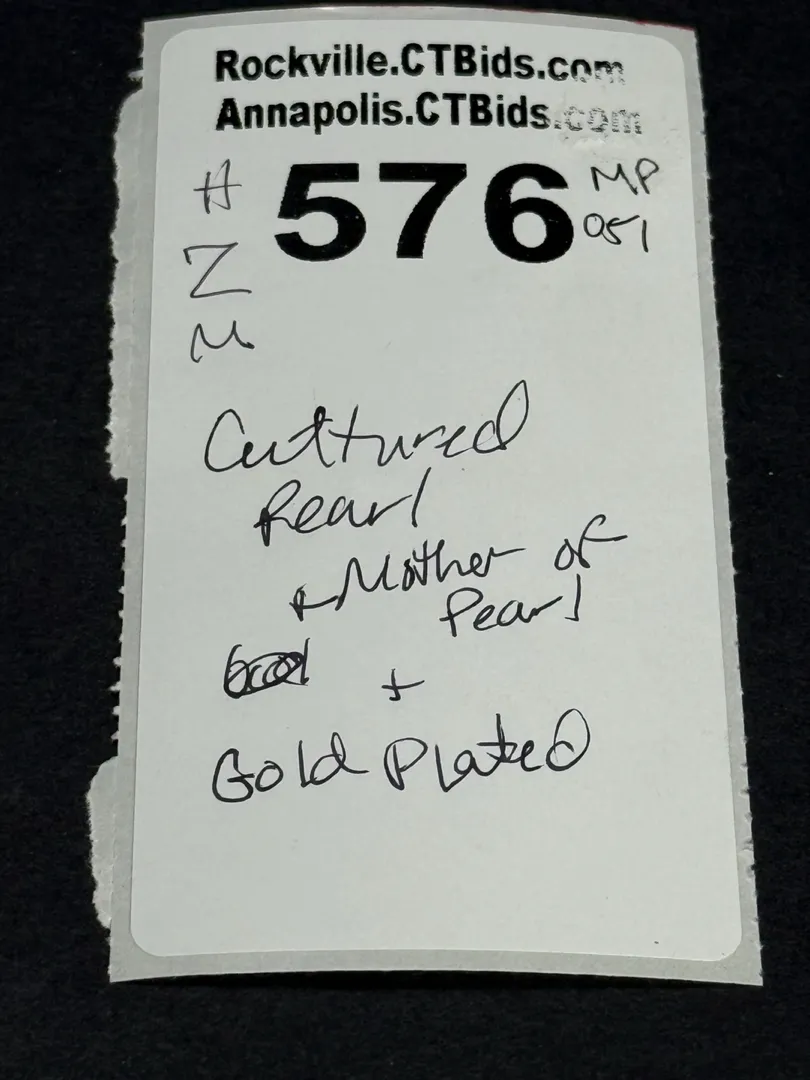 Rockville.CTBids.com
Annapolis.CTBids.com
# 576 MP
051
Z
M
Cultured
Pearl
+ Mother of
Pearl
+
Gold Plated